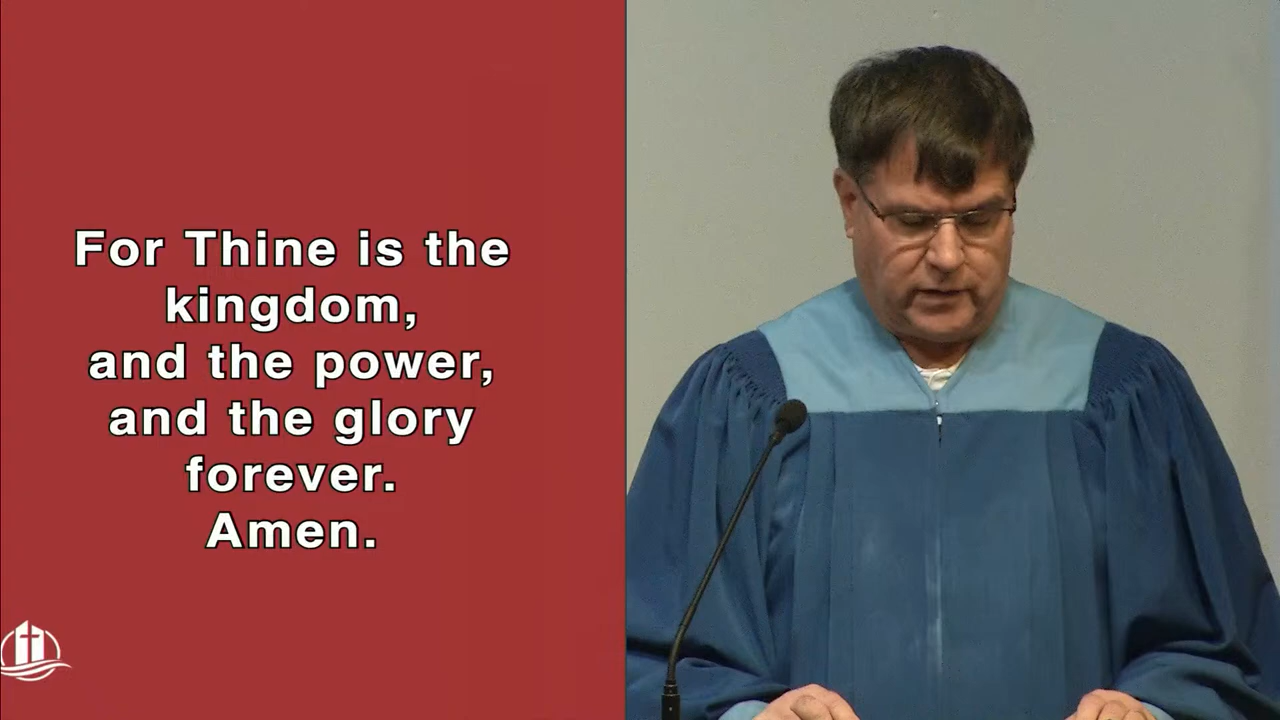 For Thine is the
kingdom,
and the power,
and the glory
forever.
Amen.